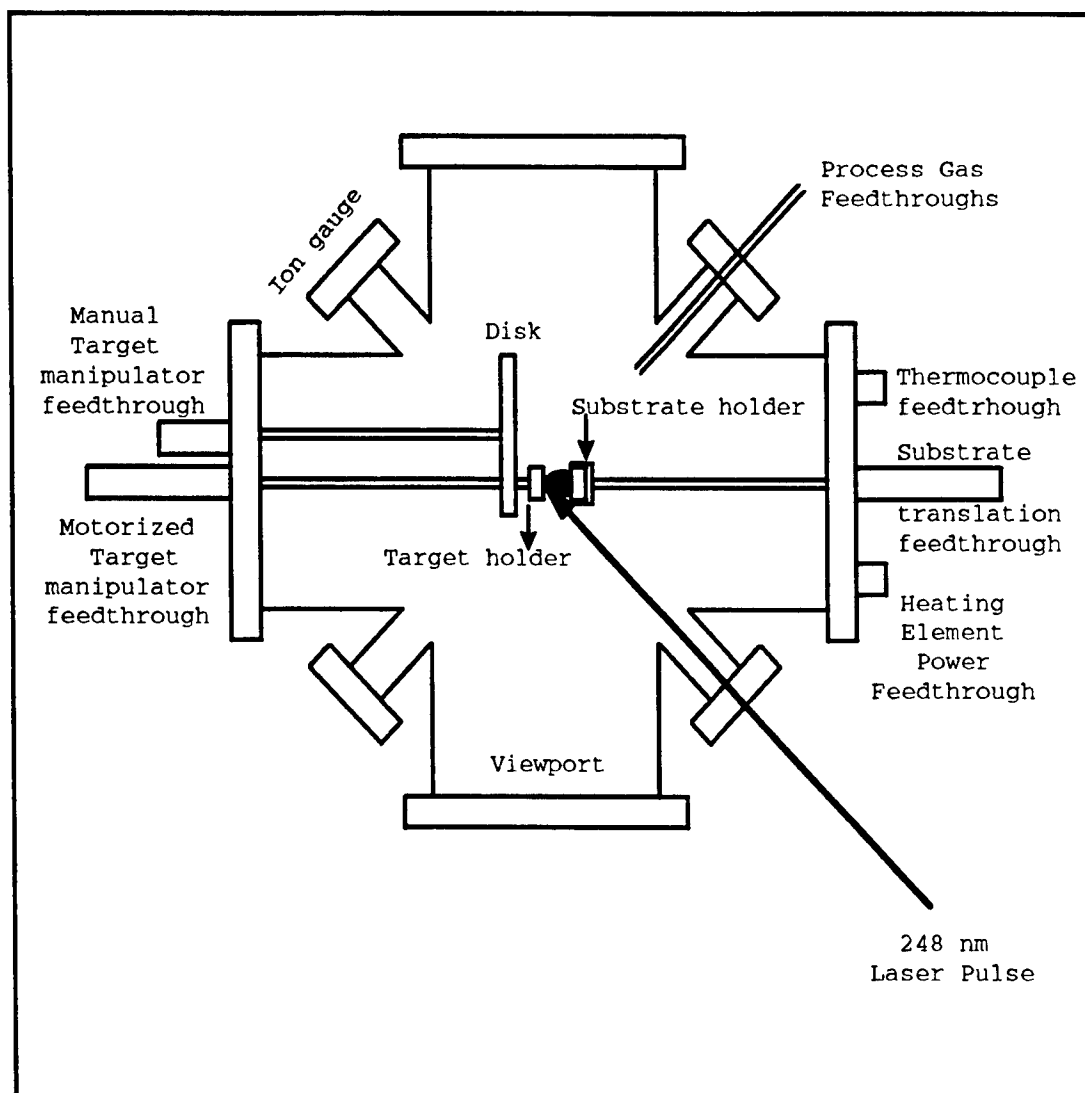 Process Gas
Feedthroughs
Ion gauge
Manual
Target
manipulator
feedthrough
Disk
Substrate holder
Thermocouple
feedtrhough
Substrate
translation
feedthrough
Target holder
Motorized
Target
manipulator
feedthrough
Heating
Element
Power
Feedthrough
Viewport
248 nm
Laser Pulse